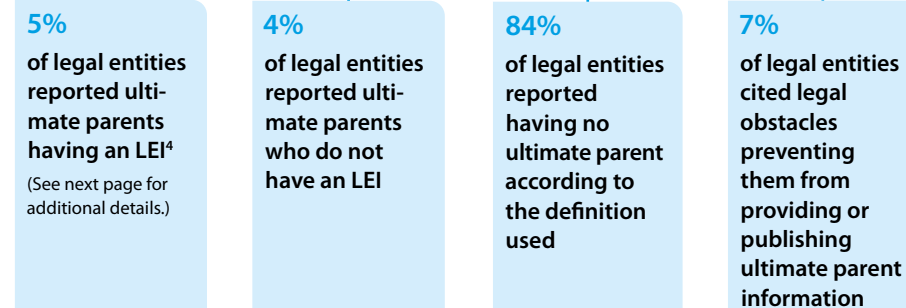 5%
of legal entities
reported ulti-
mate parents
having an LEI⁴
(See next page for
additional details.)
4%
of legal entities
reported ulti-
mate parents
who do not
have an LEI
84%
of legal entities
reported
having no
ultimate parent
according to
the definition
used
7%
of legal entities
cited legal
obstacles
preventing
them from
providing or
publishing
ultimate parent
information